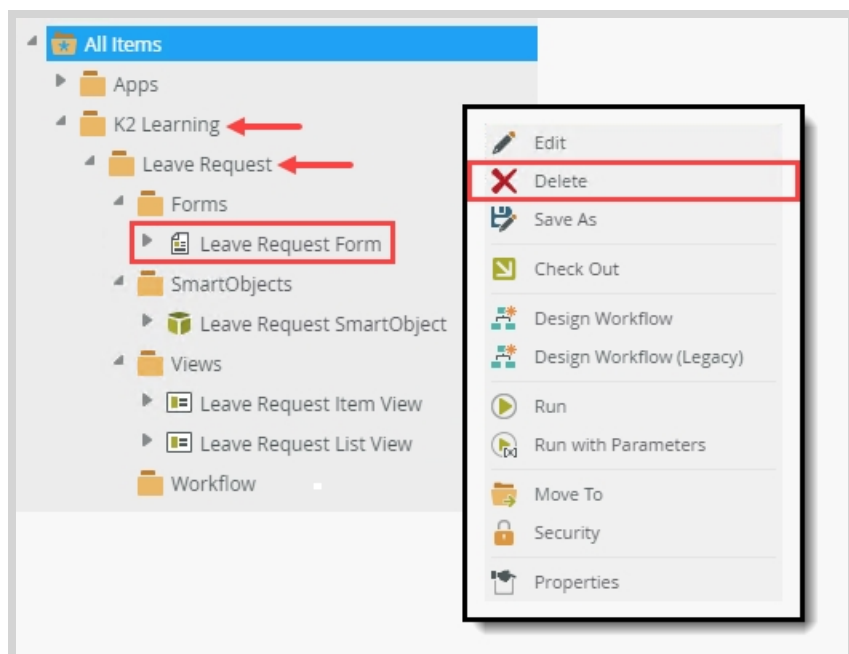 All Items
Apps
K2 Learning
Leave Request
Forms
Leave Request Form
SmartObjects
Leave Request SmartObject
Views
Leave Request Item View
Leave Request List View
Workflow
Edit
Delete
Save As
Check Out
Design Workflow
Design Workflow (Legacy)
Run
Run with Parameters
Move To
Security
Properties